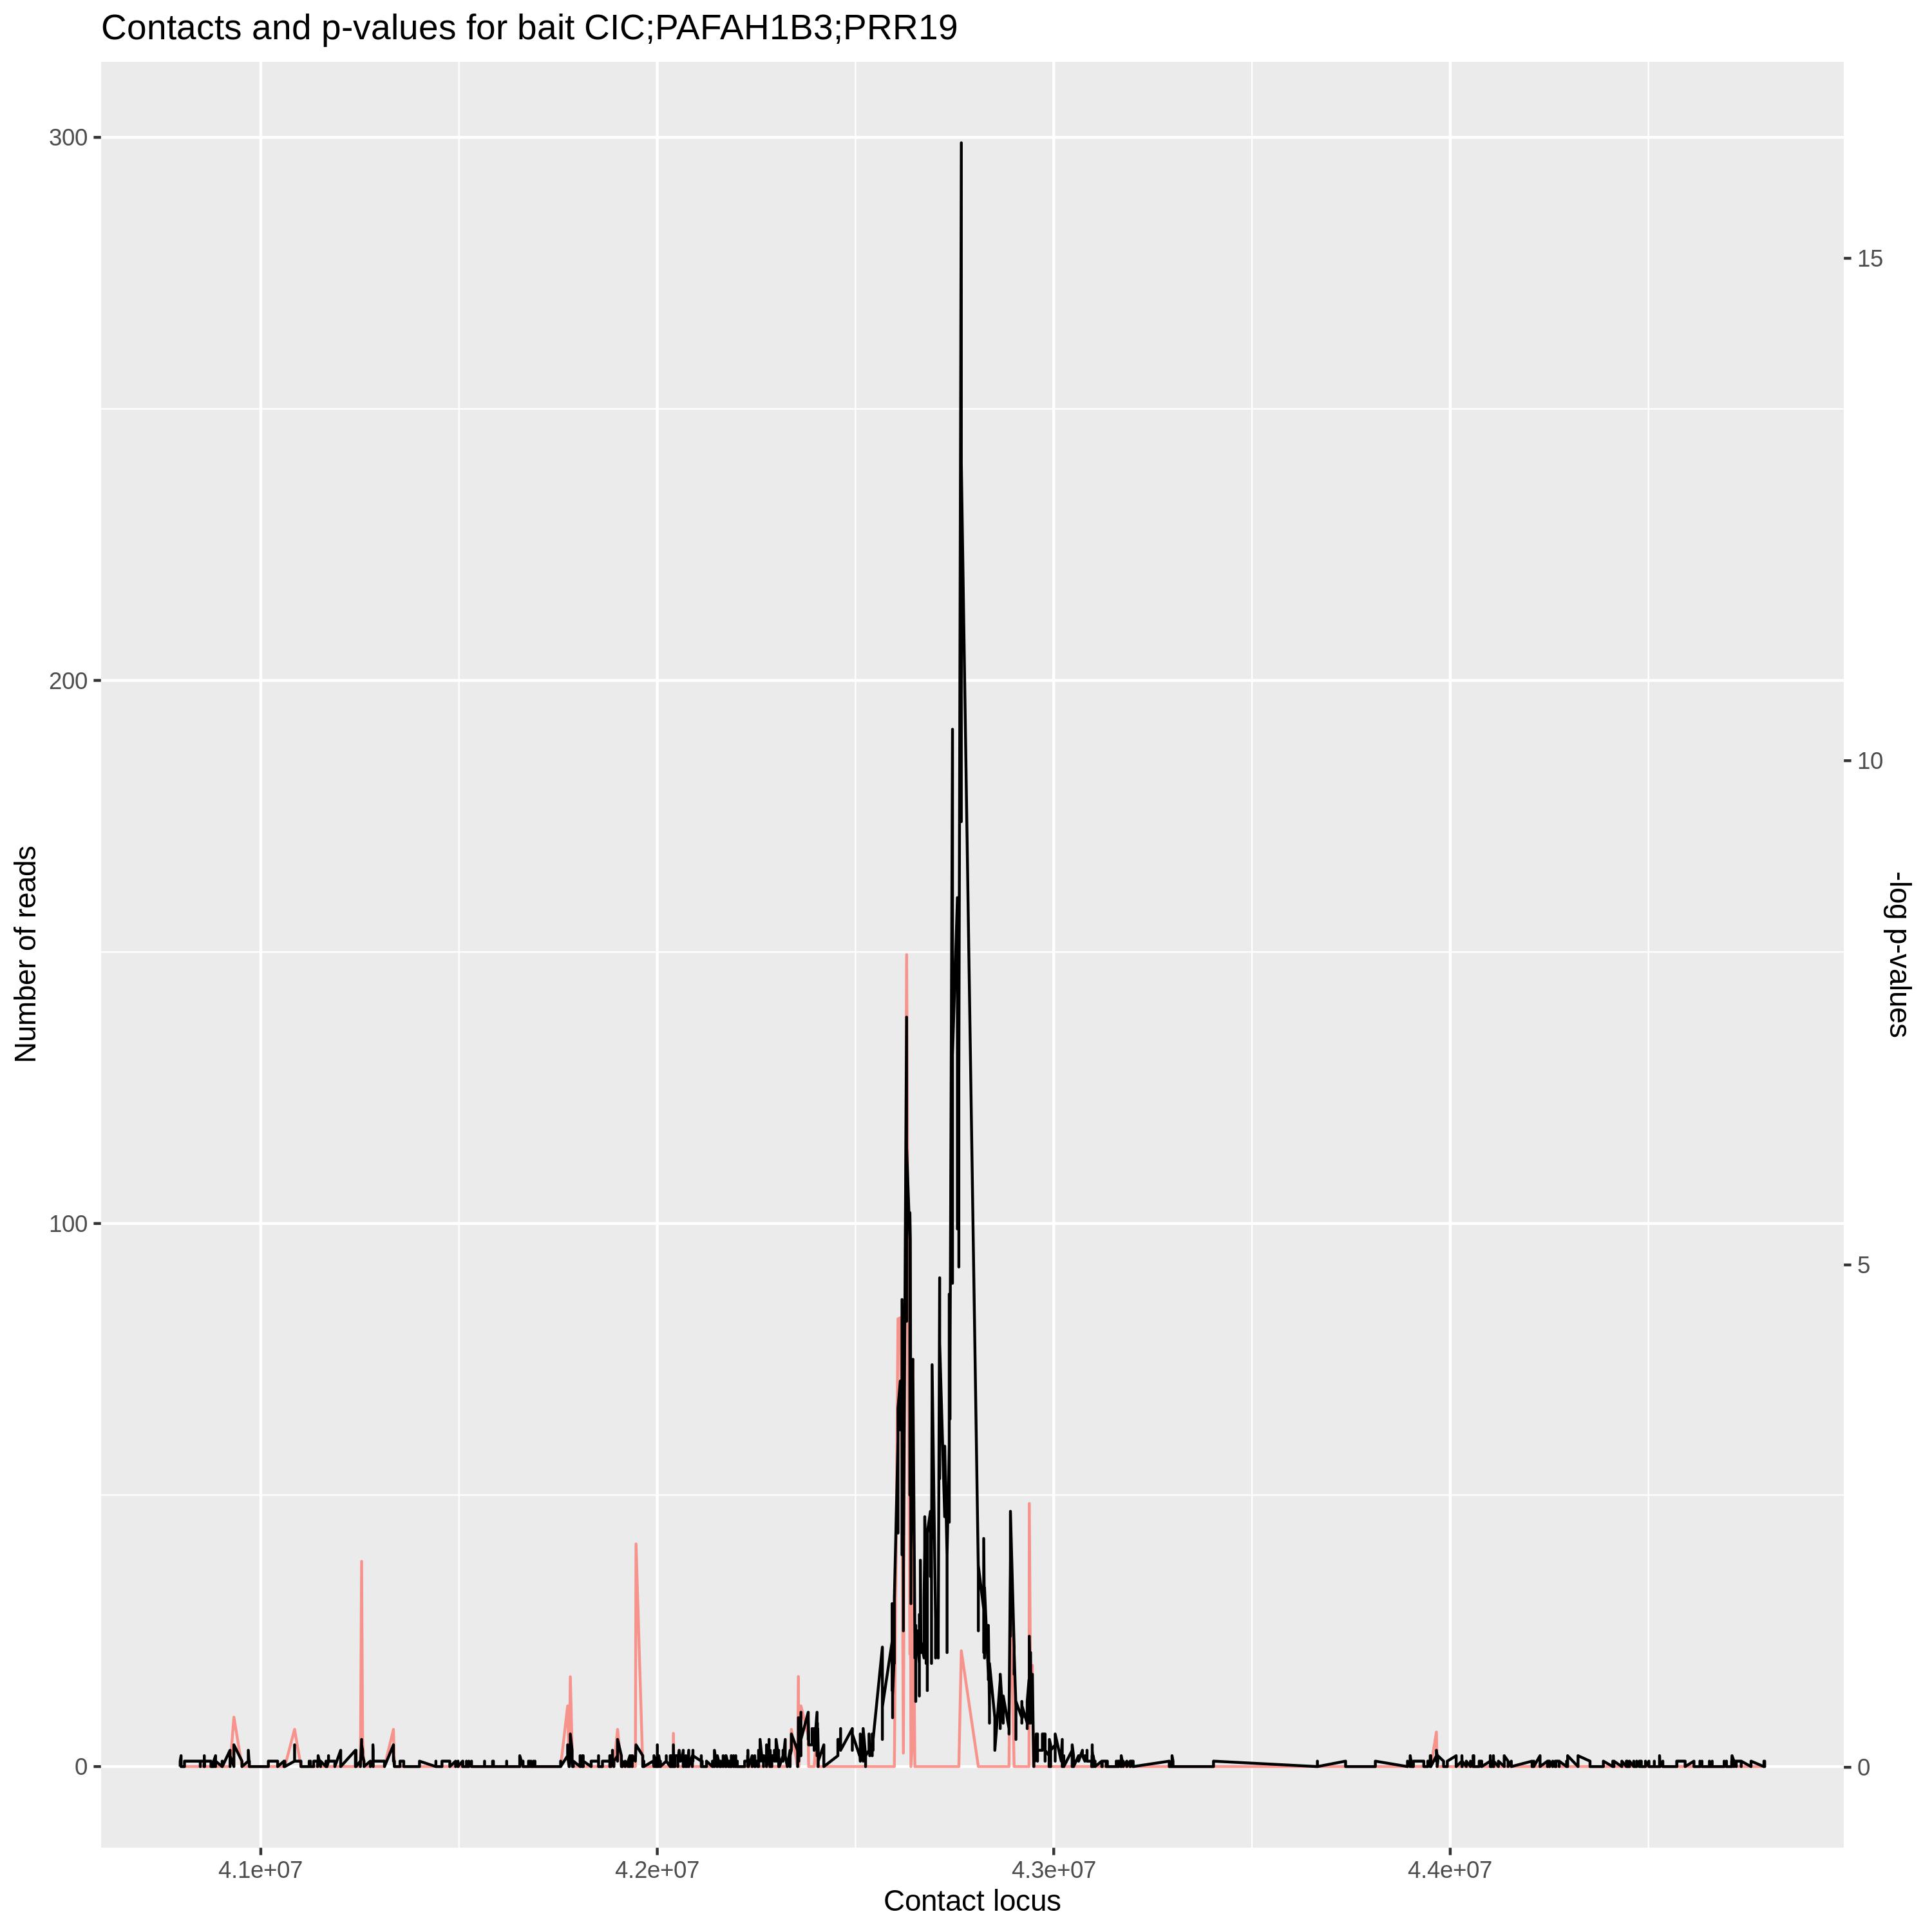 Contacts and p-values for bait CIC;PAFAH1B3;PRR19
300
200
100
0
Number of reads
15
10
5
0
-log p-values
4.1e+07
4.2e+07
4.3e+07
4.4e+07
Contact locus